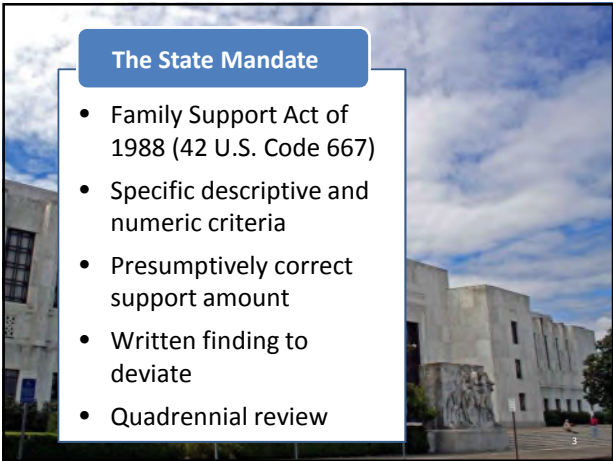 The State Mandate
• Family Support Act of
1988 (42 U.S. Code 667)
• Specific descriptive and
numeric criteria
• Presumptively correct
support amount
• Written finding to
deviate
• Quadrennial review
3